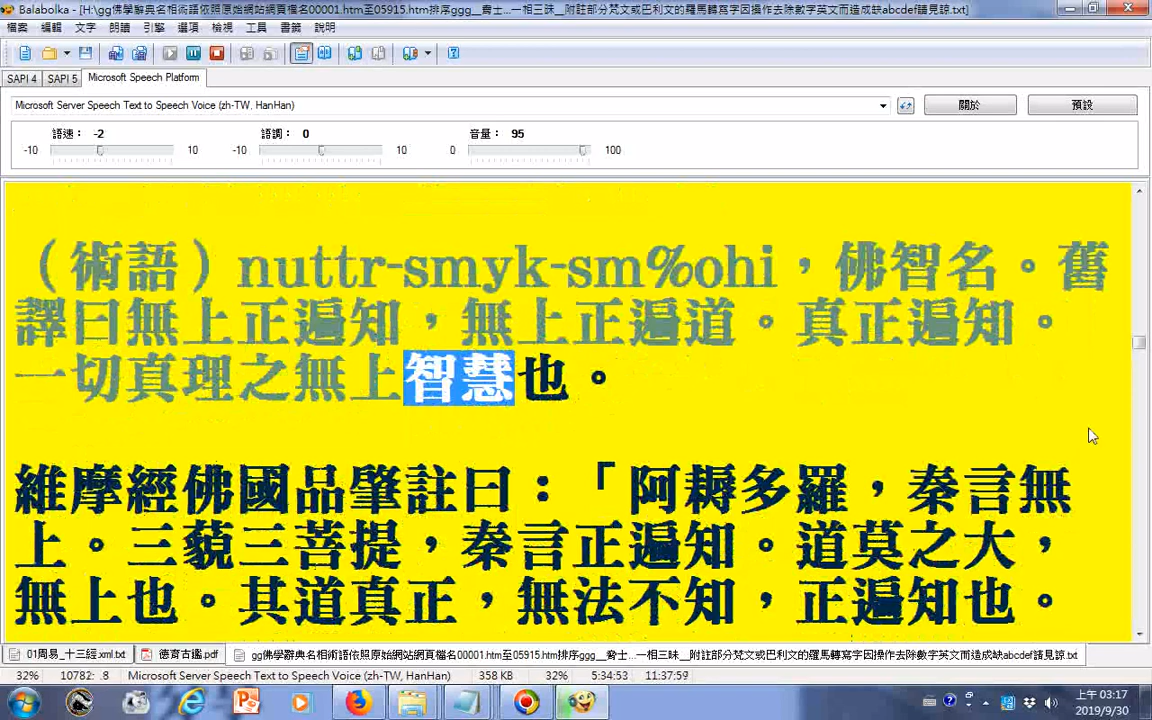 Balabolka - [H:\gg佛學辭典名相術語依照原始網站網頁檔名00001.htm至05915.htm排序ggg__脅士...一相三昧__附註部分梵文或巴利文的羅馬轉寫字因操作去除數字英文而造成缺abcdef請見諒.txt]
檔案 編輯 文字 朗讀 引擎 選項 檢視 工具 書籤 說明
SAPI 4 SAPI 5 Microsoft Speech Platform
Microsoft Server Speech Text to Speech Voice (zh-TW, HanHan) 關於 預設
語速： -2 語調： 0 音量： 95
-10 10 -10 10 0 100
（術語）nuttr-smyk-sm%ohi，佛智名。舊
譯曰無上正遍知，無上正遍道。真正遍知。
一切真理之無上智慧也。
維摩經佛國品肇註曰：「阿耨多羅，秦言無
上。三藐三菩提，秦言正遍知。道莫之大，
無上也。其道真正，無法不知，正遍知也。
01周易_十三經.xml.txt 德育古鑑.pdf gg佛學辭典名相術語依照原始網站網頁檔名00001.htm至05915.htm排序ggg__脅士...一相三昧__附註部分梵文或巴利文的羅馬轉寫字因操作去除數字英文而造成缺abcdef請見諒.txt
32% 10782: .8 Microsoft Server Speech Text to Speech Voice (zh-TW, HanHan) 358 KB 32% 5:34:53 11:37:59
上午 03:17
2019/9/30